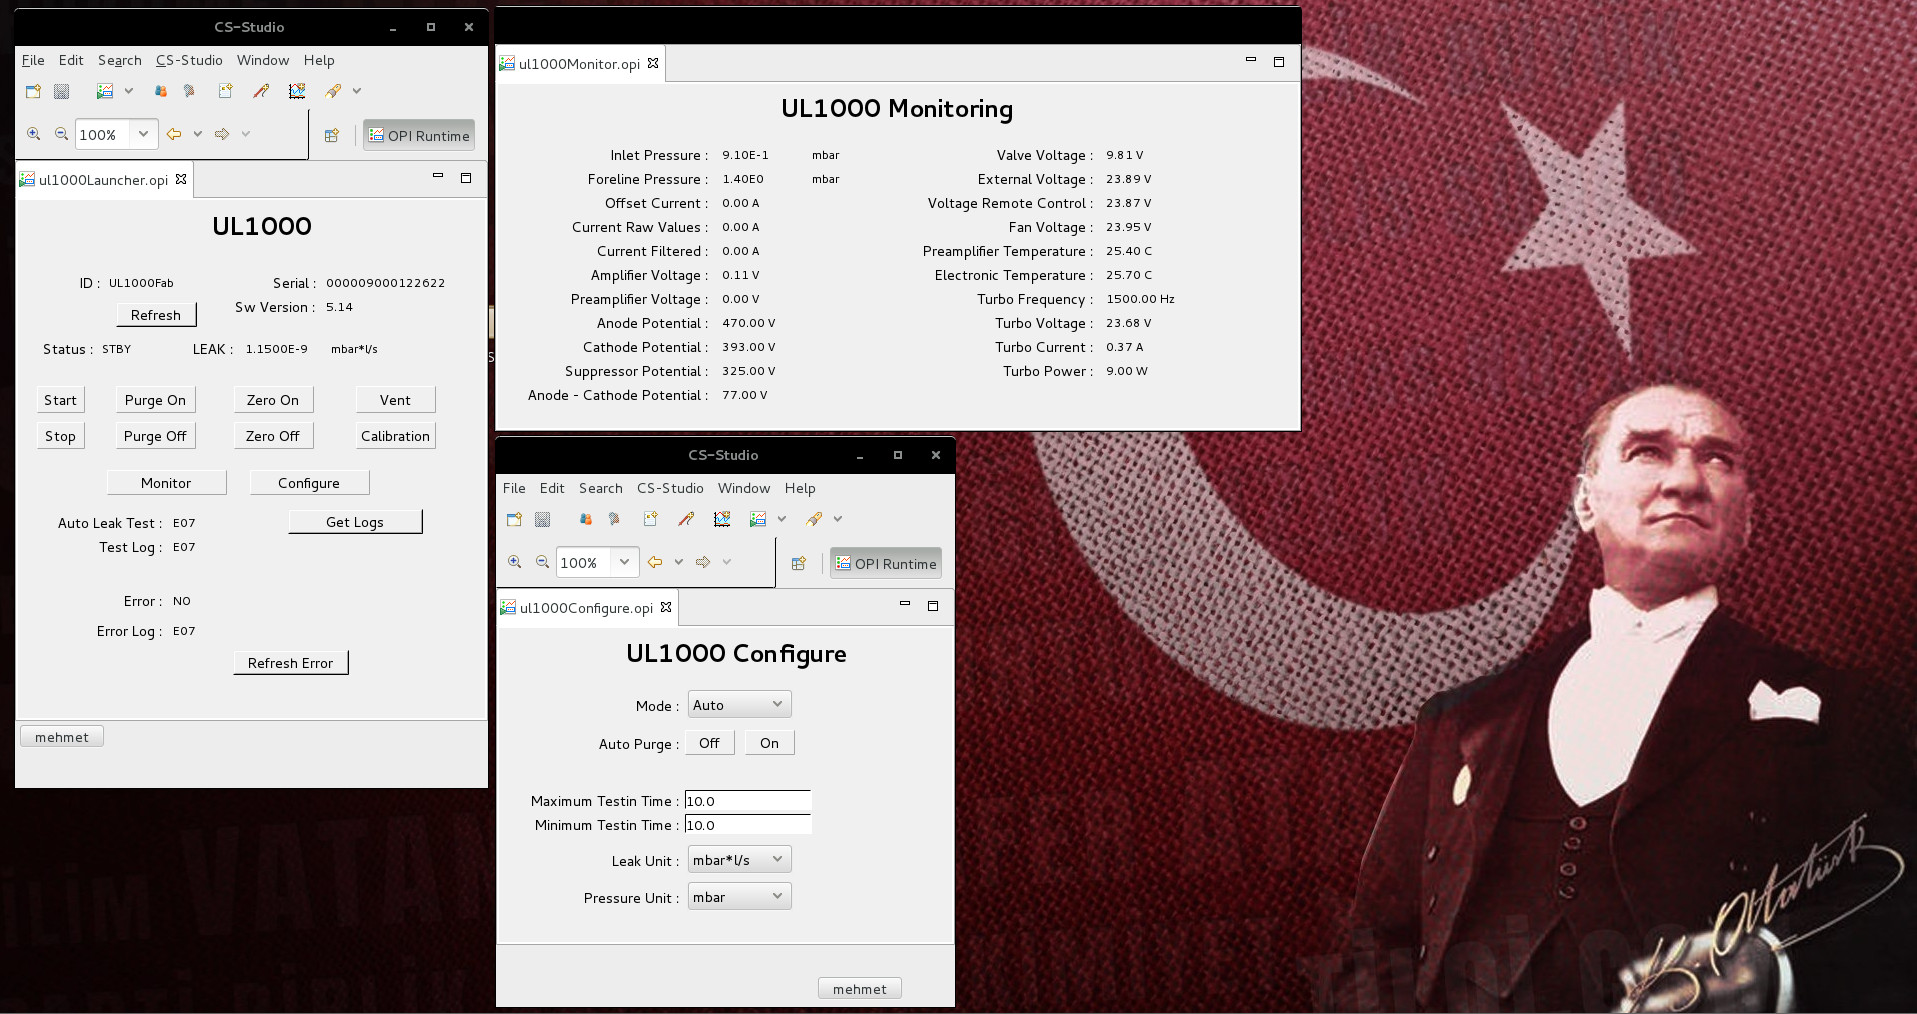 CS-Studio
File Edit Search CS-Studio Window Help
100%
OPI Runtime
ul1000Launcher.opi
UL1000
ID : UL1000Fab Serial : 000009000122622
Refresh Sw Version : 5.14
Status : STBY LEAK : 1.1500E-9 mbar*l/s
Start Purge On Zero On Vent
Stop Purge Off Zero Off Calibration
Monitor Configure
Auto Leak Test : E07 Get Logs
Test Log : E07
Error : NO
Error Log : E07
Refresh Error
mehmet
ul1000Monitor.opi
UL1000 Monitoring
Inlet Pressure : 9.10E-1 mbar Valve Voltage : 9.81 V
Foreline Pressure : 1.40E0 mbar External Voltage : 23.89 V
Offset Current : 0.00 A Voltage Remote Control : 23.87 V
Current Raw Values : 0.00 A Fan Voltage : 23.95 V
Current Filtered : 0.00 A Preamplifier Temperature : 25.40 C
Amplifier Voltage : 0.11 V Electronic Temperature : 25.70 C
Preamplifier Voltage : 0.00 V Turbo Frequency : 1500.00 Hz
Anode Potential : 470.00 V Turbo Voltage : 23.68 V
Cathode Potential : 393.00 V Turbo Current : 0.37 A
Suppressor Potential : 325.00 V Turbo Power : 9.00 W
Anode - Cathode Potential : 77.00 V
CS-Studio
File Edit Search CS-Studio Window Help
100%
OPI Runtime
ul1000Configure.opi
UL1000 Configure
Mode : Auto
Auto Purge : Off On
Maximum Testin Time : 10.0
Minimum Testin Time : 10.0
Leak Unit : mbar*l/s
Pressure Unit : mbar
mehmet
VATAN
K. Atatürk